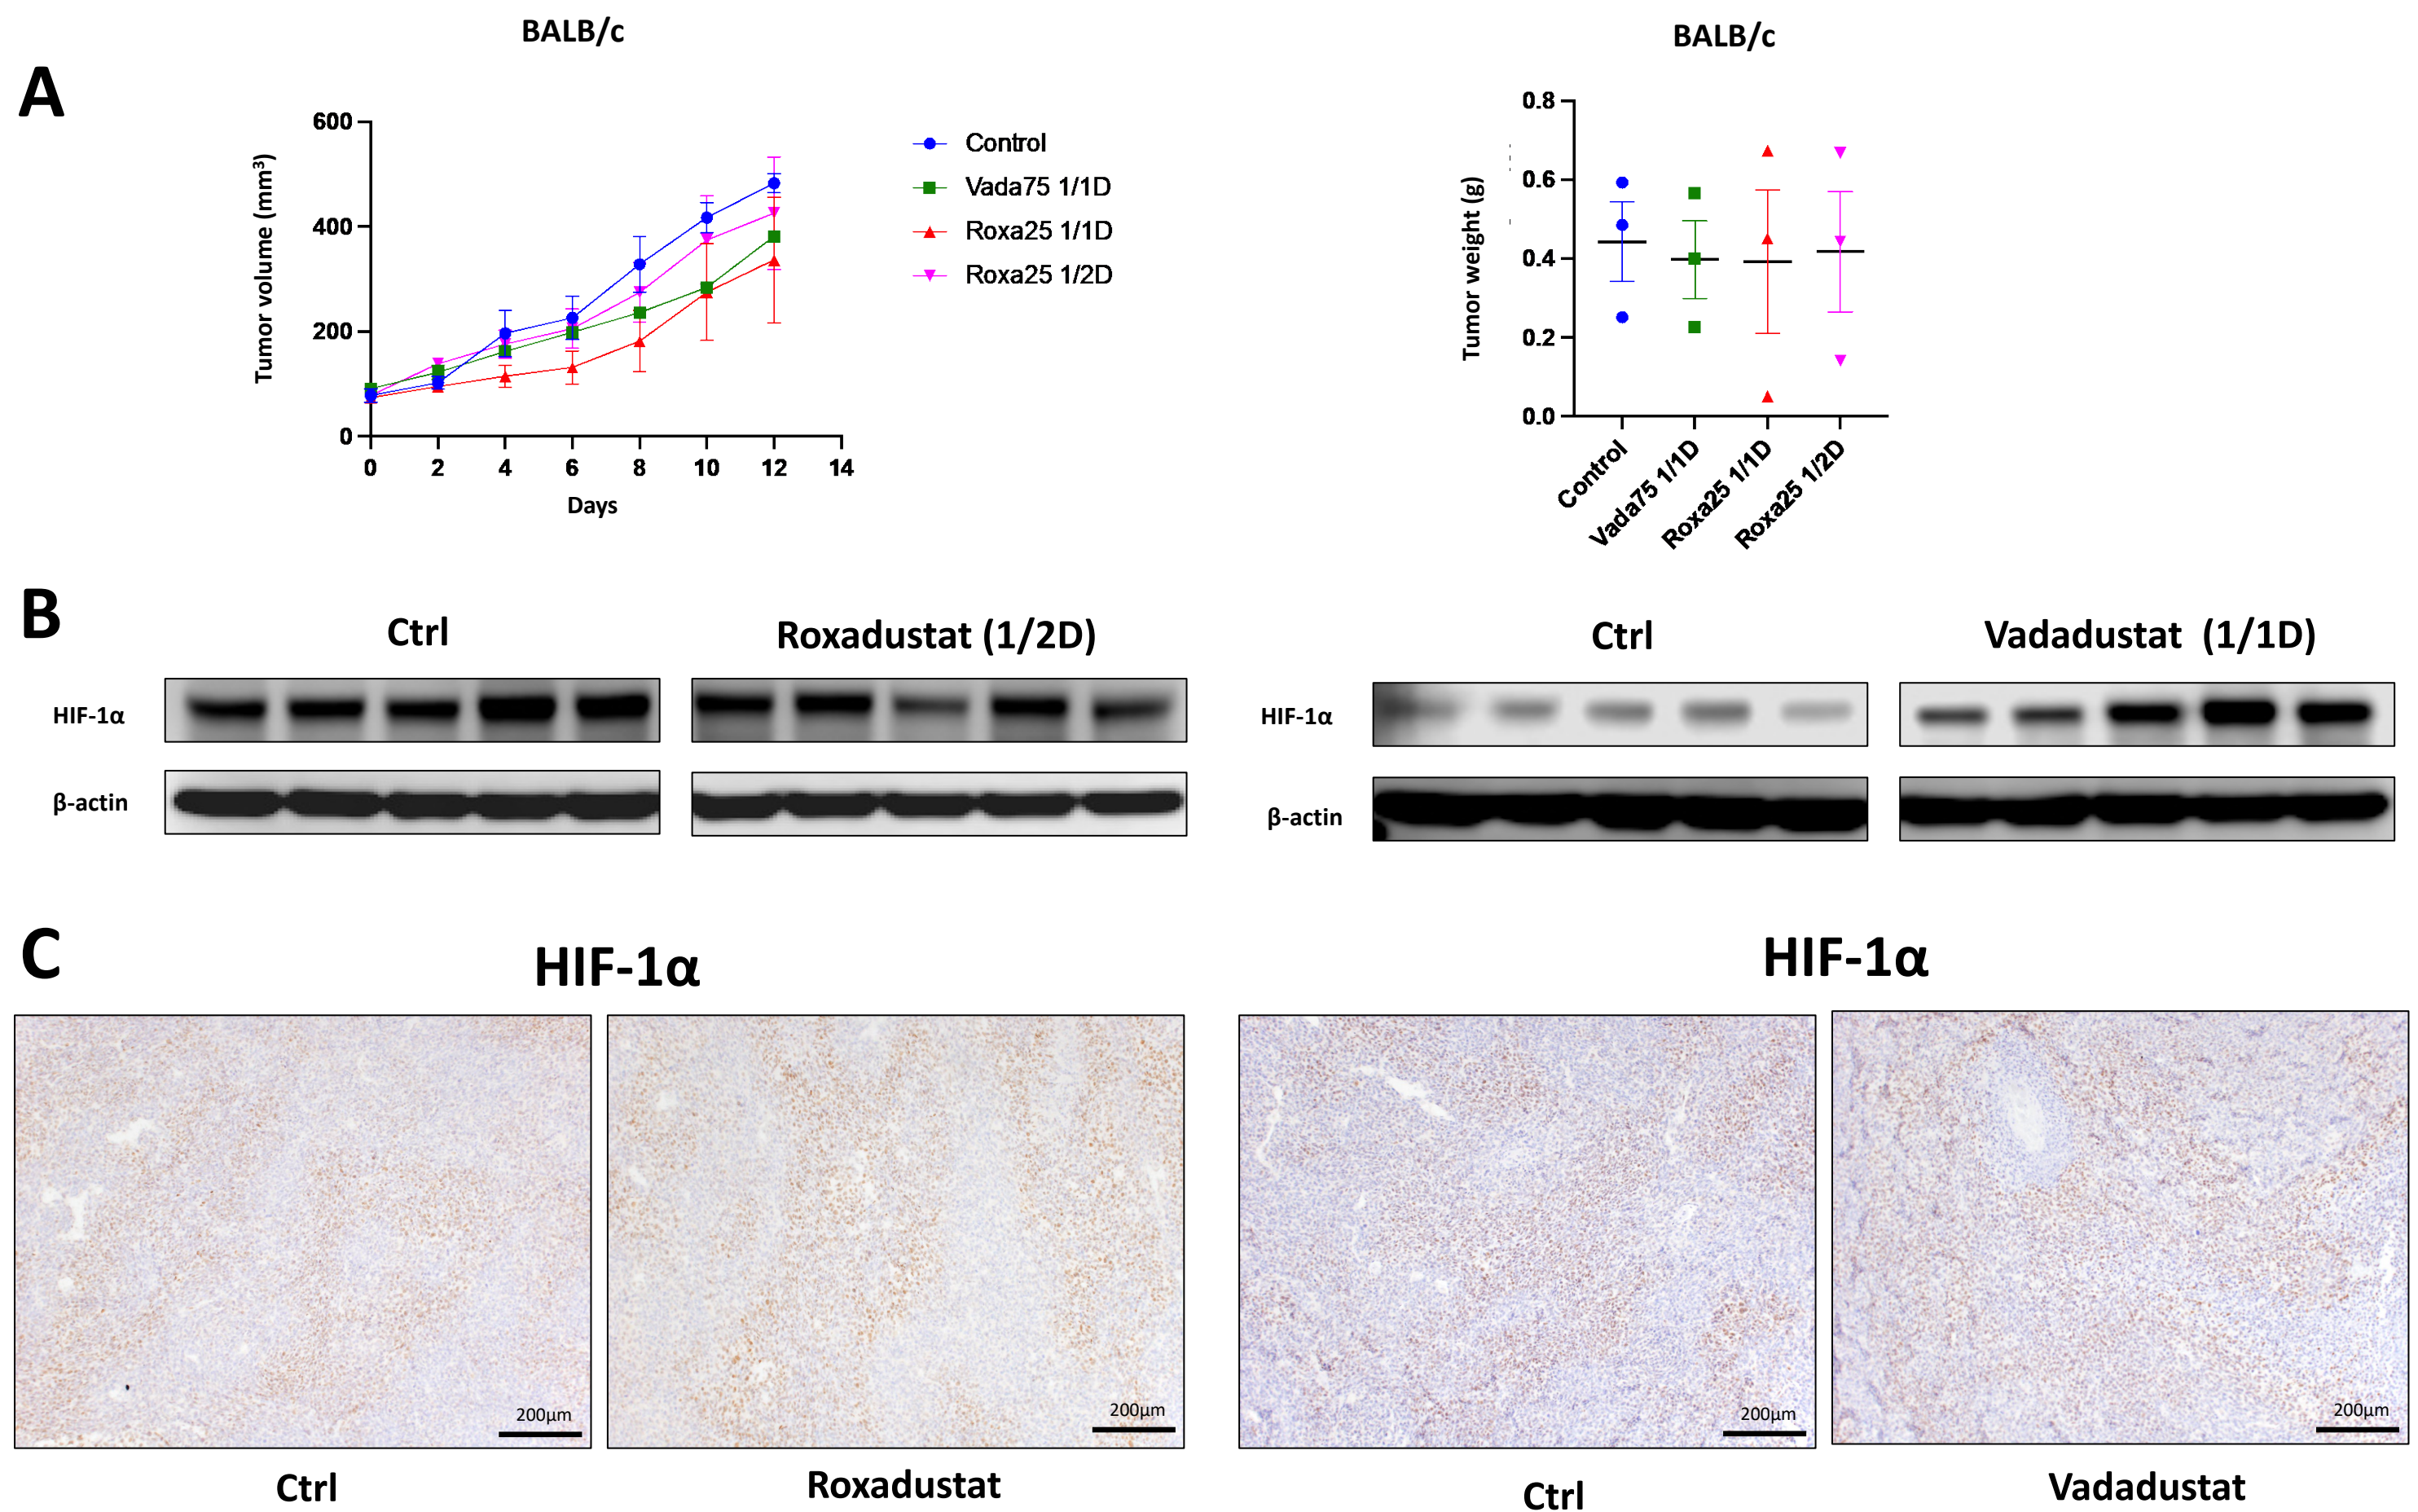 A
BALB/c
Tumor volume (mm³)
600
400
200
0
0 2 4 6 8 10 12 14
Days
Control
Vada75 1/1D
Roxa25 1/1D
Roxa25 1/2D
BALB/c
Tumor weight (g)
0.8
0.6
0.4
0.2
0.0
Control
Vada75 1/1D
Roxa25 1/1D
Roxa25 1/2D
B
Ctrl
Roxadustat (1/2D)
HIF-1α
β-actin
Ctrl
Vadadustat (1/1D)
HIF-1α
β-actin
C
HIF-1α
HIF-1α
200µm
200µm
200µm
200µm
Ctrl
Roxadustat
Ctrl
Vadadustat